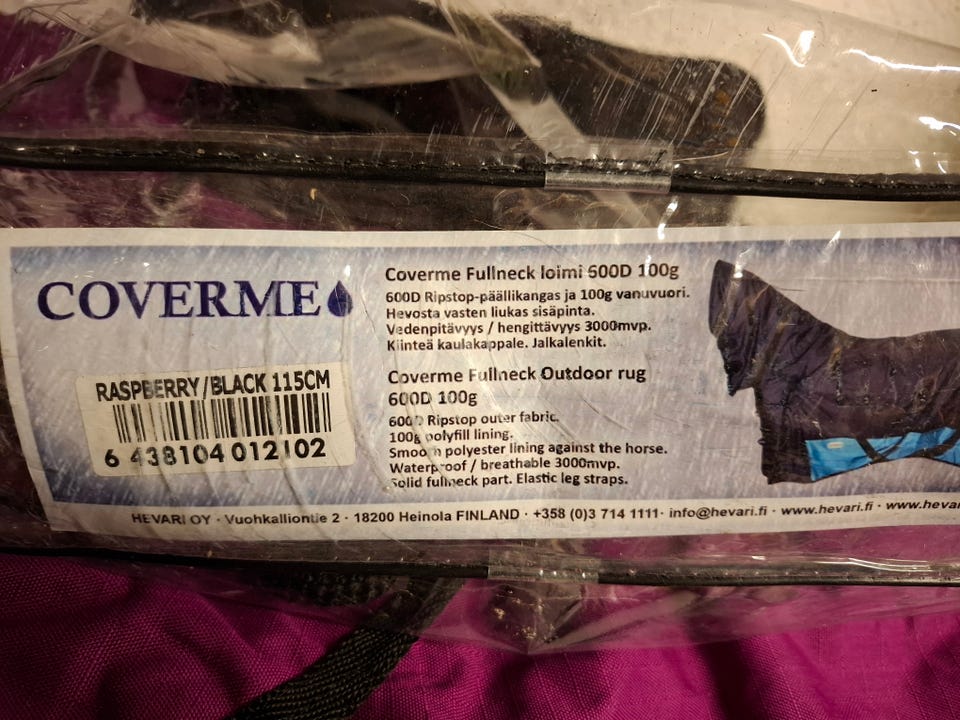 COVERME
RASPBERRY/BLACK 115CM
6 438104 012102
Coverme Fullneck loimi 600D 100g
600D Ripstop-päällikangas ja 100g vanuvuori.
Hevosta vasten liukas sisäpinta.
Vedenpitävyys / hengittävyys 3000mvp.
Kiinteä kaulakappale. Jalkalenkit.
Coverme Fullneck Outdoor rug
600D 100g
600D Ripstop outer fabric.
100g polyfill lining.
Smooth polyester lining against the horse.
Waterproof / breathable 3000mvp.
Solid fullneck part. Elastic leg straps.
HEVARI OY · Vuohkalliontie 2 · 18200 Heinola FINLAND · +358 (0)3 714 1111· info@hevari.fi · www.hevari.fi · www.hevar